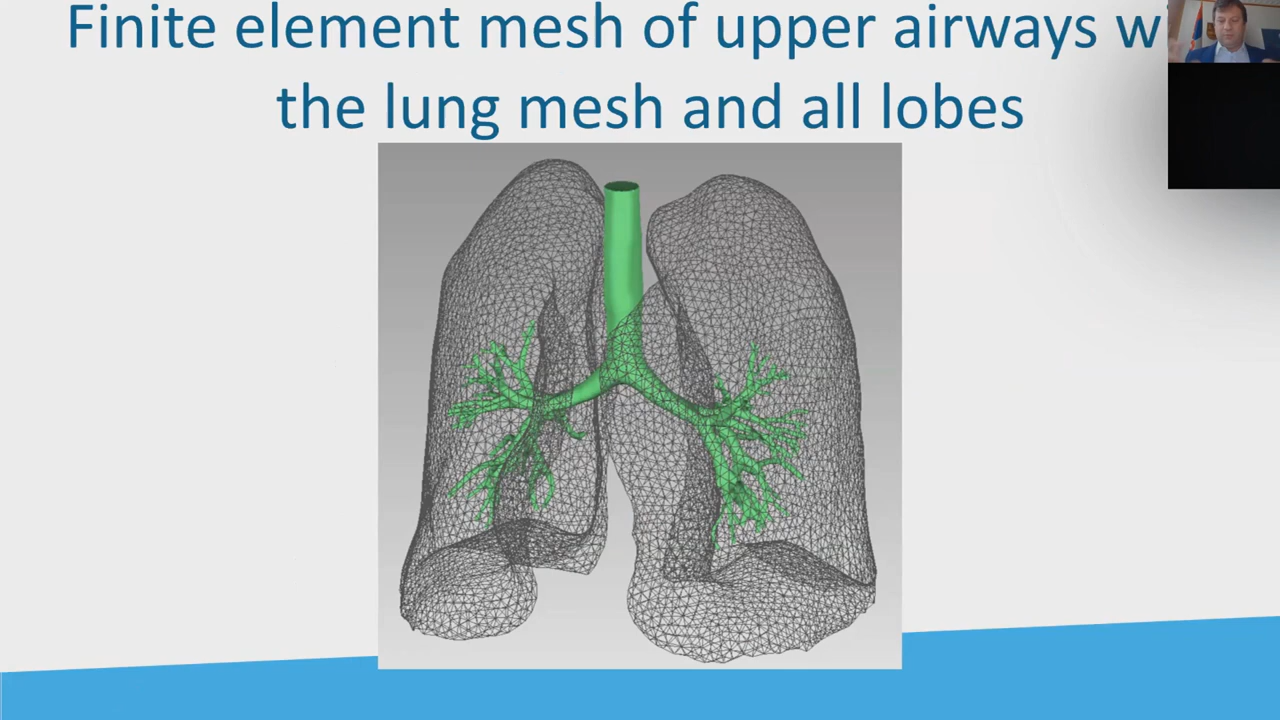 Finite element mesh of upper airways w
the lung mesh and all lobes